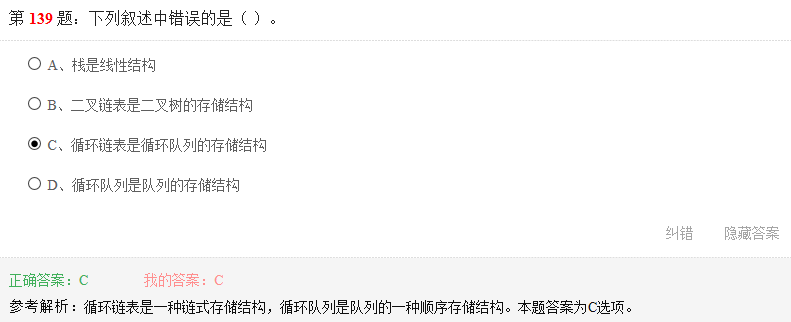 第 139 题：下列叙述中错误的是（ ）。
A、栈是线性结构
B、二叉链表是二叉树的存储结构
C、循环链表是循环队列的存储结构
D、循环队列是队列的存储结构
纠错 隐藏答案
正确答案：C 我的答案：C
参考解析：循环链表是一种链式存储结构，循环队列是队列的一种顺序存储结构。本题答案为C选项。